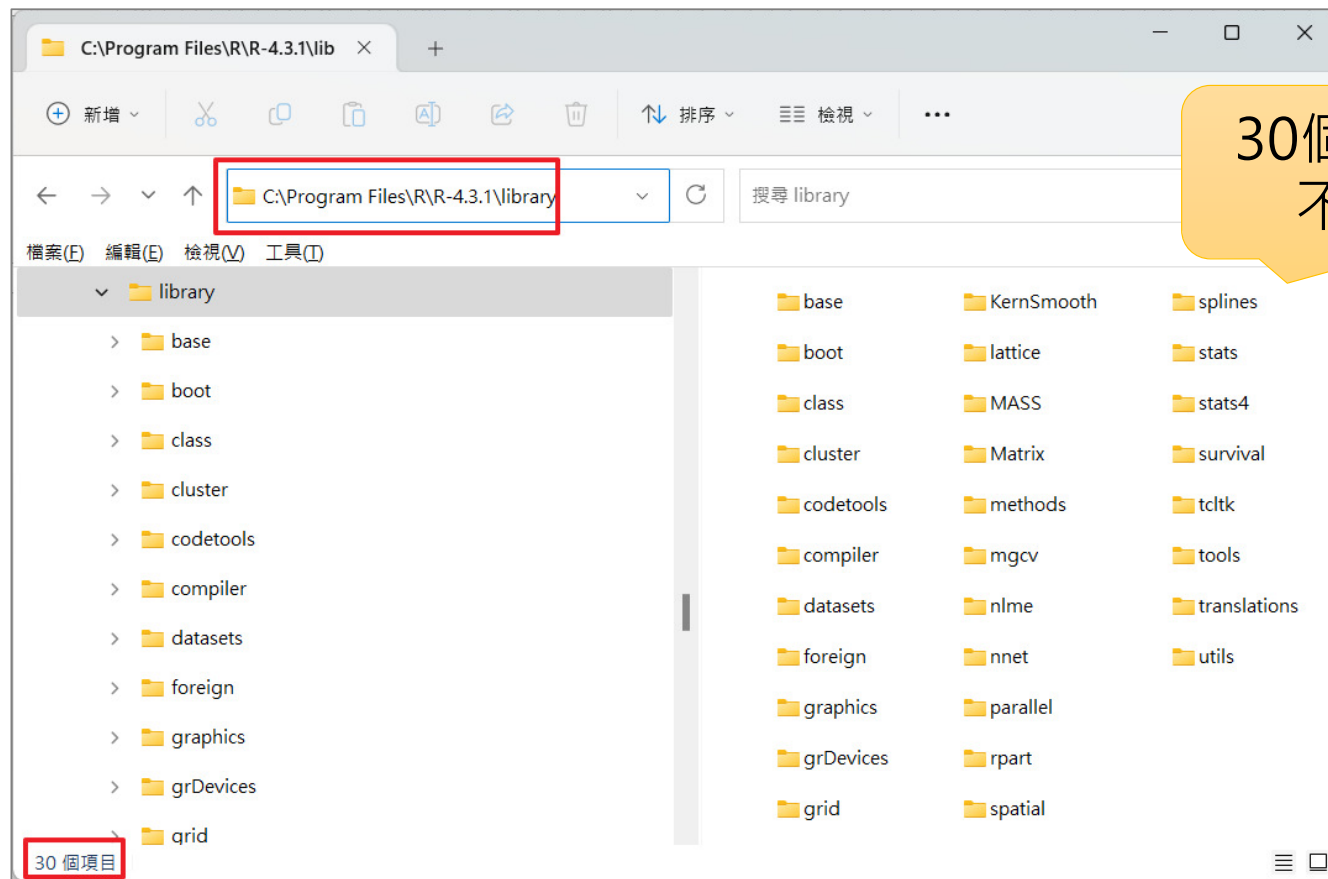 C:\Program Files\R\R-4.3.1\lib
新增
排序
檢視
30個
不
C:\Program Files\R\R-4.3.1\library
搜尋 library
檔案(F) 編輯(E) 檢視(V) 工具(T)
library
base
boot
class
cluster
codetools
compiler
datasets
foreign
graphics
grDevices
grid
base
boot
class
cluster
codetools
compiler
datasets
foreign
graphics
grDevices
grid
KernSmooth
lattice
MASS
Matrix
methods
mgcv
nlme
nnet
parallel
rpart
spatial
splines
stats
stats4
survival
tcltk
tools
translations
utils
30 個項目